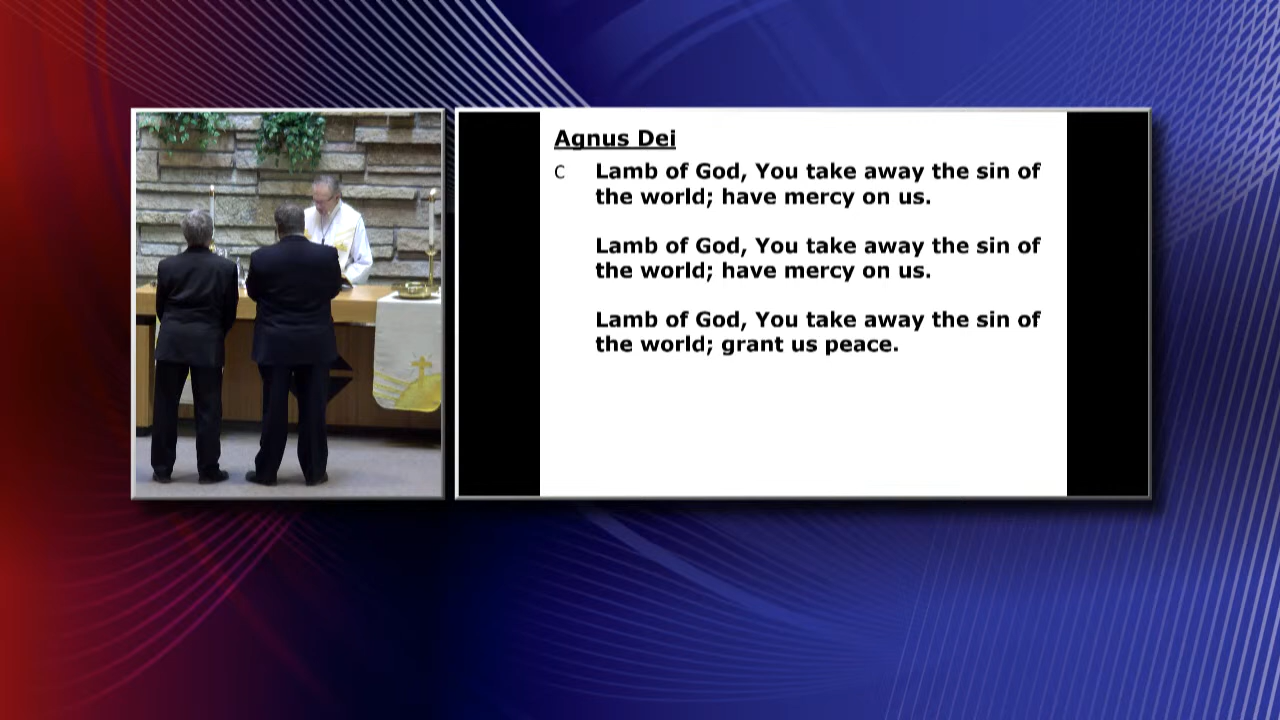 Agnus Dei
C Lamb of God, You take away the sin of
the world; have mercy on us.
Lamb of God, You take away the sin of
the world; have mercy on us.
Lamb of God, You take away the sin of
the world; grant us peace.